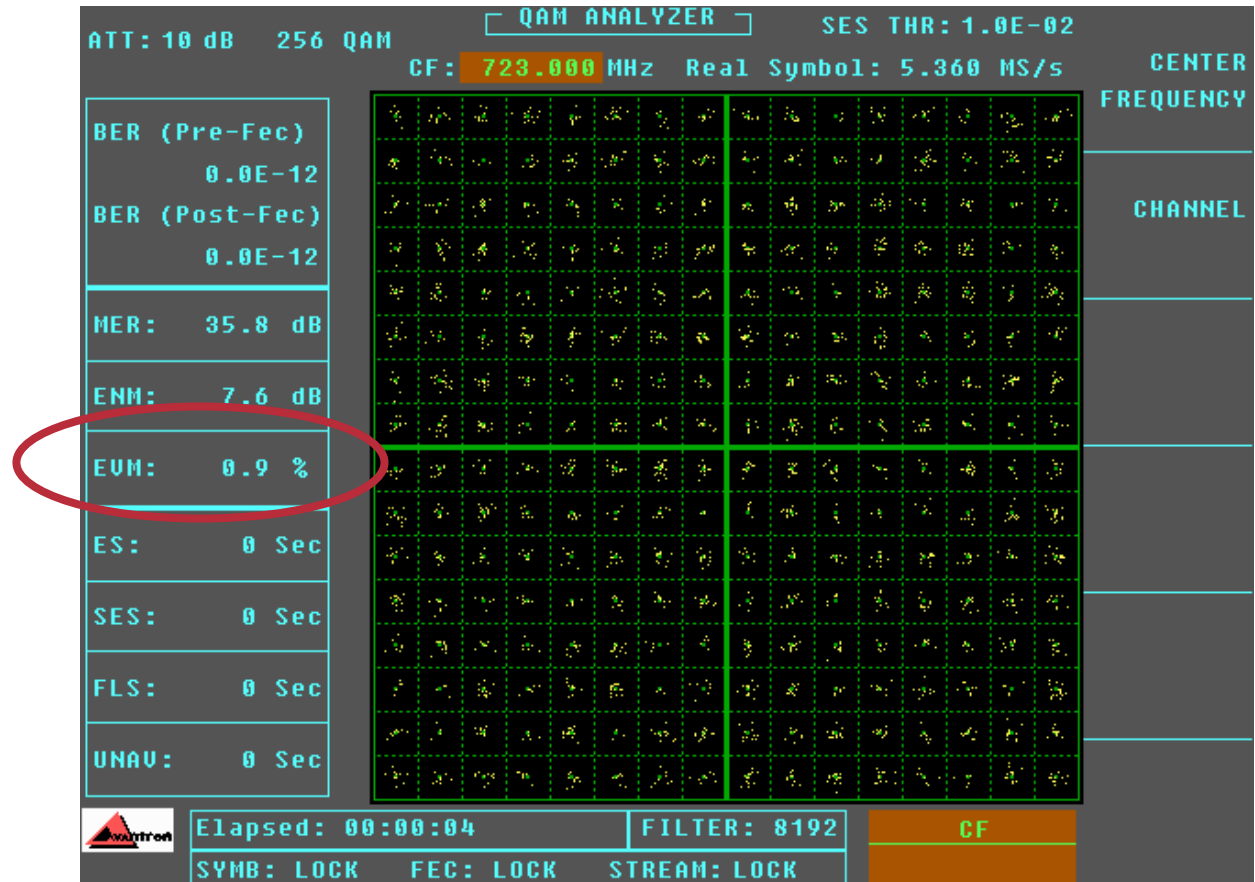 QAM ANALYZER
ATT: 10 dB 256 QAM
SES THR: 1.0E-02
CF: 723.000 MHz Real Symbol: 5.360 MS/s
CENTER
FREQUENCY
CHANNEL
BER (Pre-Fec)
0.0E-12
BER (Post-Fec)
0.0E-12
MER: 35.8 dB
ENM: 7.6 dB
EVM: 0.9 %
ES: 0 Sec
SES: 0 Sec
FLS: 0 Sec
UNAV: 0 Sec
Avantron
Elapsed: 00:00:04
FILTER: 8192
CF
SYMB: LOCK FEC: LOCK STREAM: LOCK